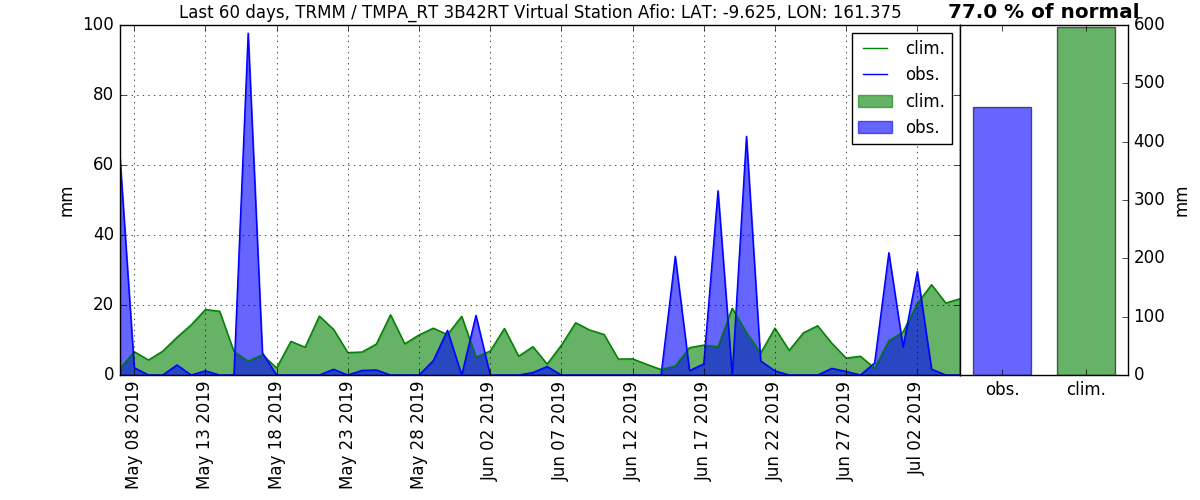 Last 60 days, TRMM / TMPA_RT 3B42RT Virtual Station Afio: LAT: -9.625, LON: 161.375
77.0 % of normal
100
80
60
40
20
0
mm
clim.
obs.
clim.
obs.
600
500
400
300
200
100
0
mm
May 08 2019
May 13 2019
May 18 2019
May 23 2019
May 28 2019
Jun 02 2019
Jun 07 2019
Jun 12 2019
Jun 17 2019
Jun 22 2019
Jun 27 2019
Jul 02 2019
obs.
clim.